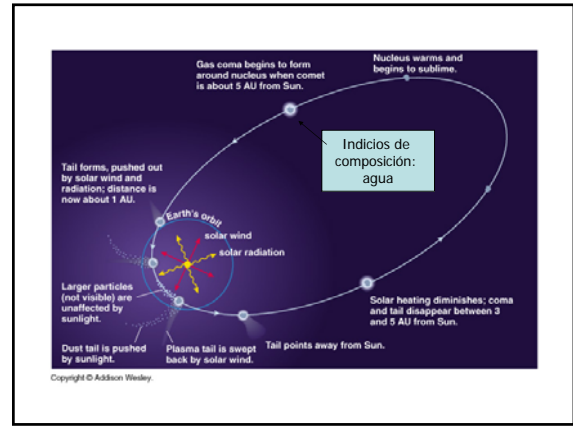 Gas coma begins to form
around nucleus when comet
is about 5 AU from Sun.
Nucleus warms and
begins to sublime.
Indicios de
composición:
agua
Tail forms, pushed out
by solar wind and
radiation; distance is
now about 1 AU.
Earth's orbit
solar wind
solar radiation
Larger particles
(not visible) are
unaffected by
sunlight.
Solar heating diminishes; coma
and tail disappear between 3
and 5 AU from Sun.
Dust tail is pushed
by sunlight.
Plasma tail is swept
back by solar wind.
Tail points away from Sun.
Copyright © Addison Wesley.